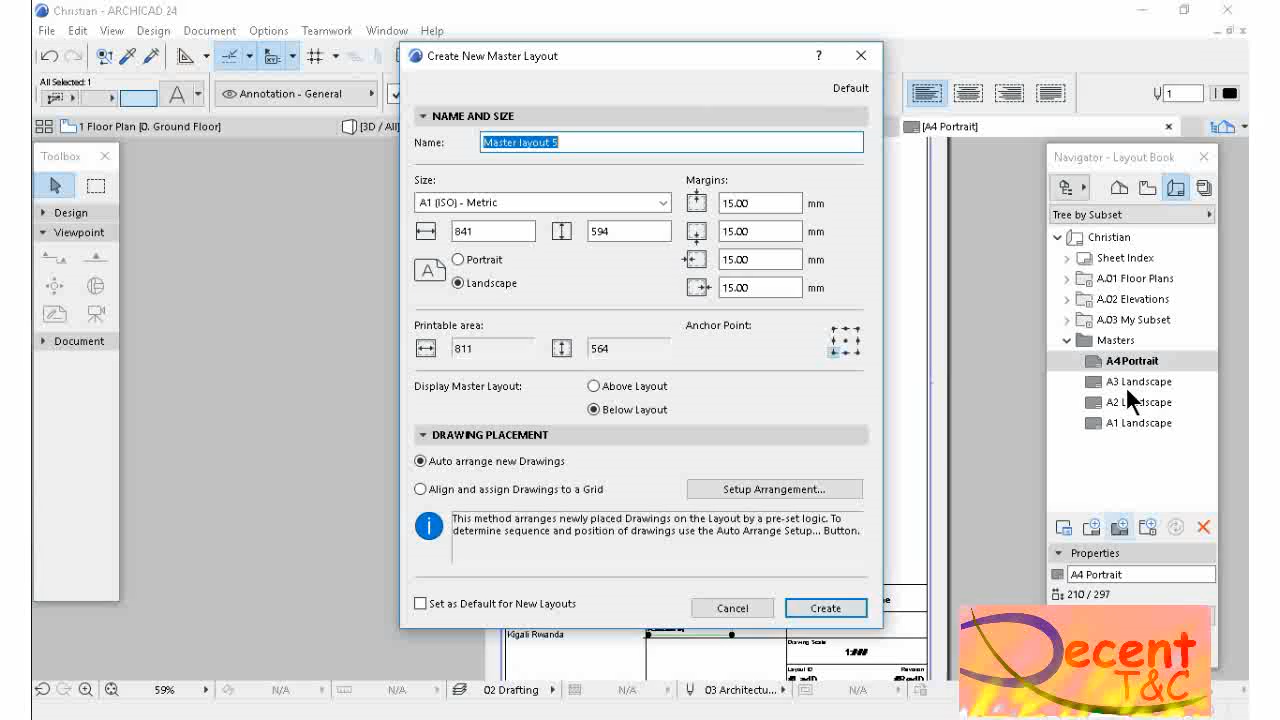 Christian - ARCHICAD 24
File Edit View Design Document Options Teamwork Window Help
All Selected: 1
Annotation - General
1
1 Floor Plan [0. Ground Floor]
[3D / All]
[A4 Portrait]
Toolbox
Design
Viewpoint
Document
Create New Master Layout
?
Default
NAME AND SIZE
Name: Master layout 5
Size: Margins:
A1 (ISO) - Metric 15.00 mm
841 594 15.00 mm
Portrait 15.00 mm
Landscape 15.00 mm
Printable area: Anchor Point:
811 564
Display Master Layout: Above Layout
Below Layout
DRAWING PLACEMENT
Auto arrange new Drawings
Align and assign Drawings to a Grid Setup Arrangement...
This method arranges newly placed Drawings on the Layout by a pre-set logic. To
determine sequence and position of drawings use the Auto Arrange Setup... Button.
Set as Default for New Layouts Cancel Create
Navigator - Layout Book
Tree by Subset
Christian
Sheet Index
A.01 Floor Plans
A.02 Elevations
A.03 My Subset
Masters
A4 Portrait
A3 Landscape
A2 Landscape
A1 Landscape
Properties
A4 Portrait
210 / 297
Kigali Rwanda
Drawing Scale
1:###
Layout ID Revision
59% N/A N/A 02 Drafting N/A 03 Architectu... N/A
Decent
T&C